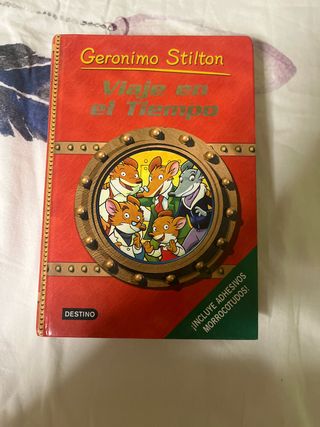 Geronimo Stilton
Viaje en
el Tiempo
DESTINO
¡INCLUYE ADHESIVOS
MORROCOTUDOS!